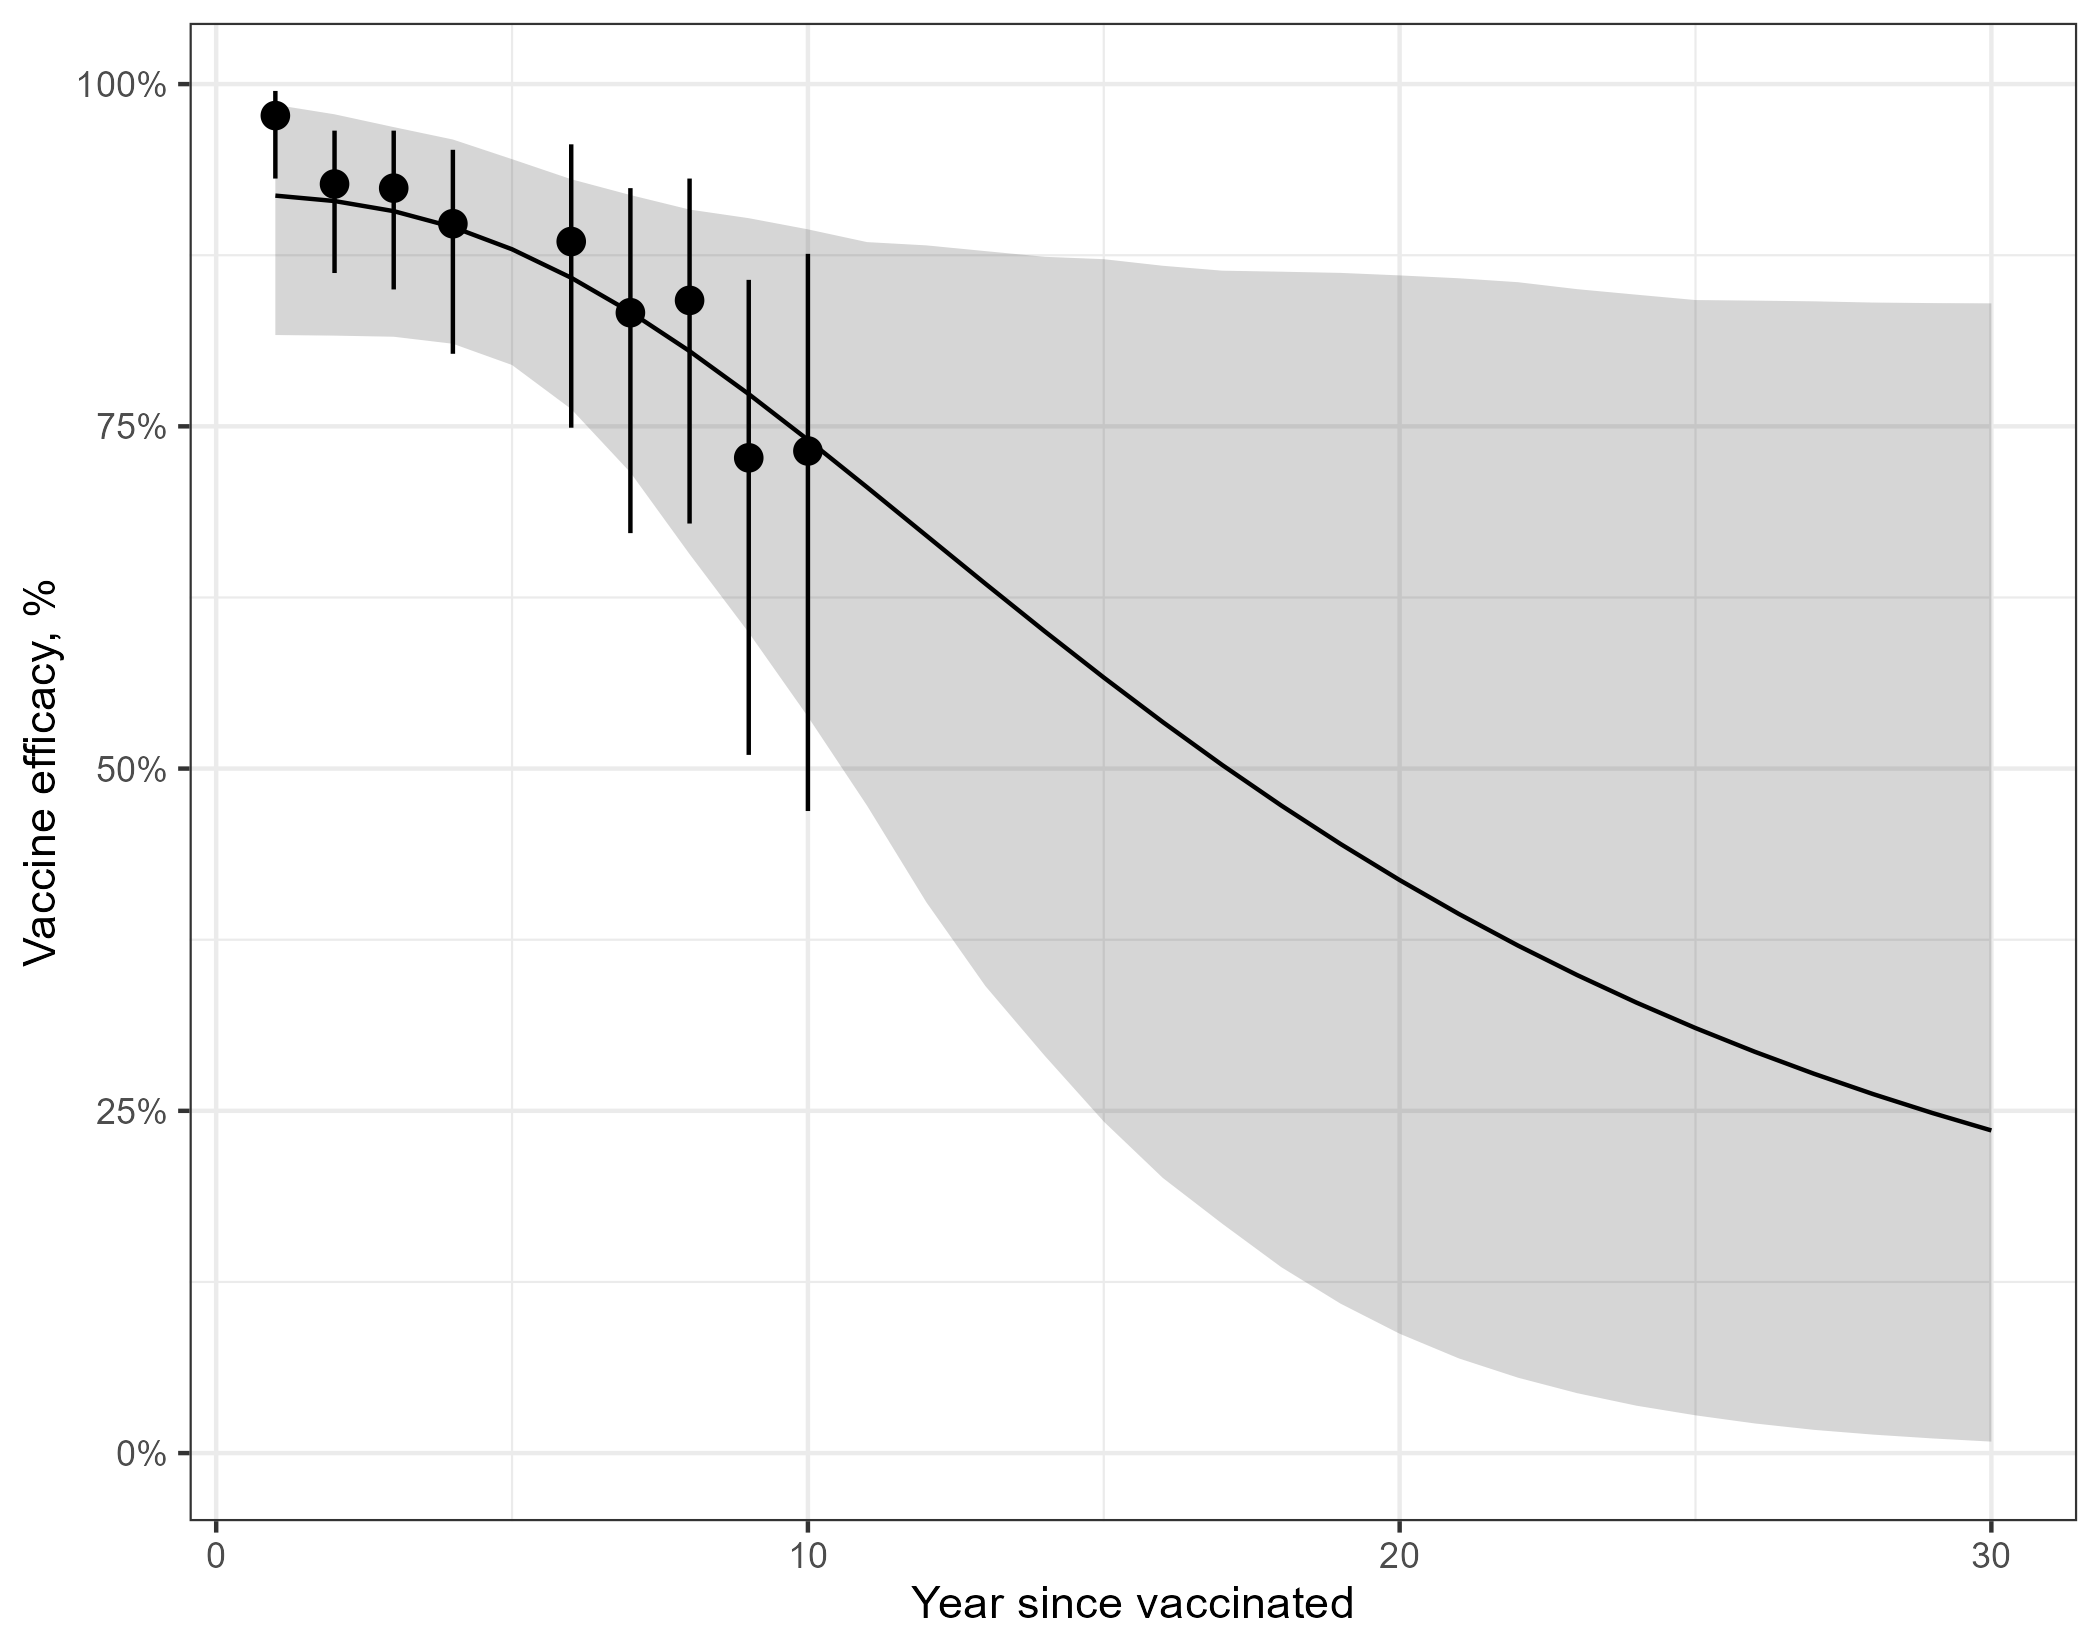 100%
75%
50%
25%
0%
Vaccine efficacy, %
0 10 20 30
Year since vaccinated